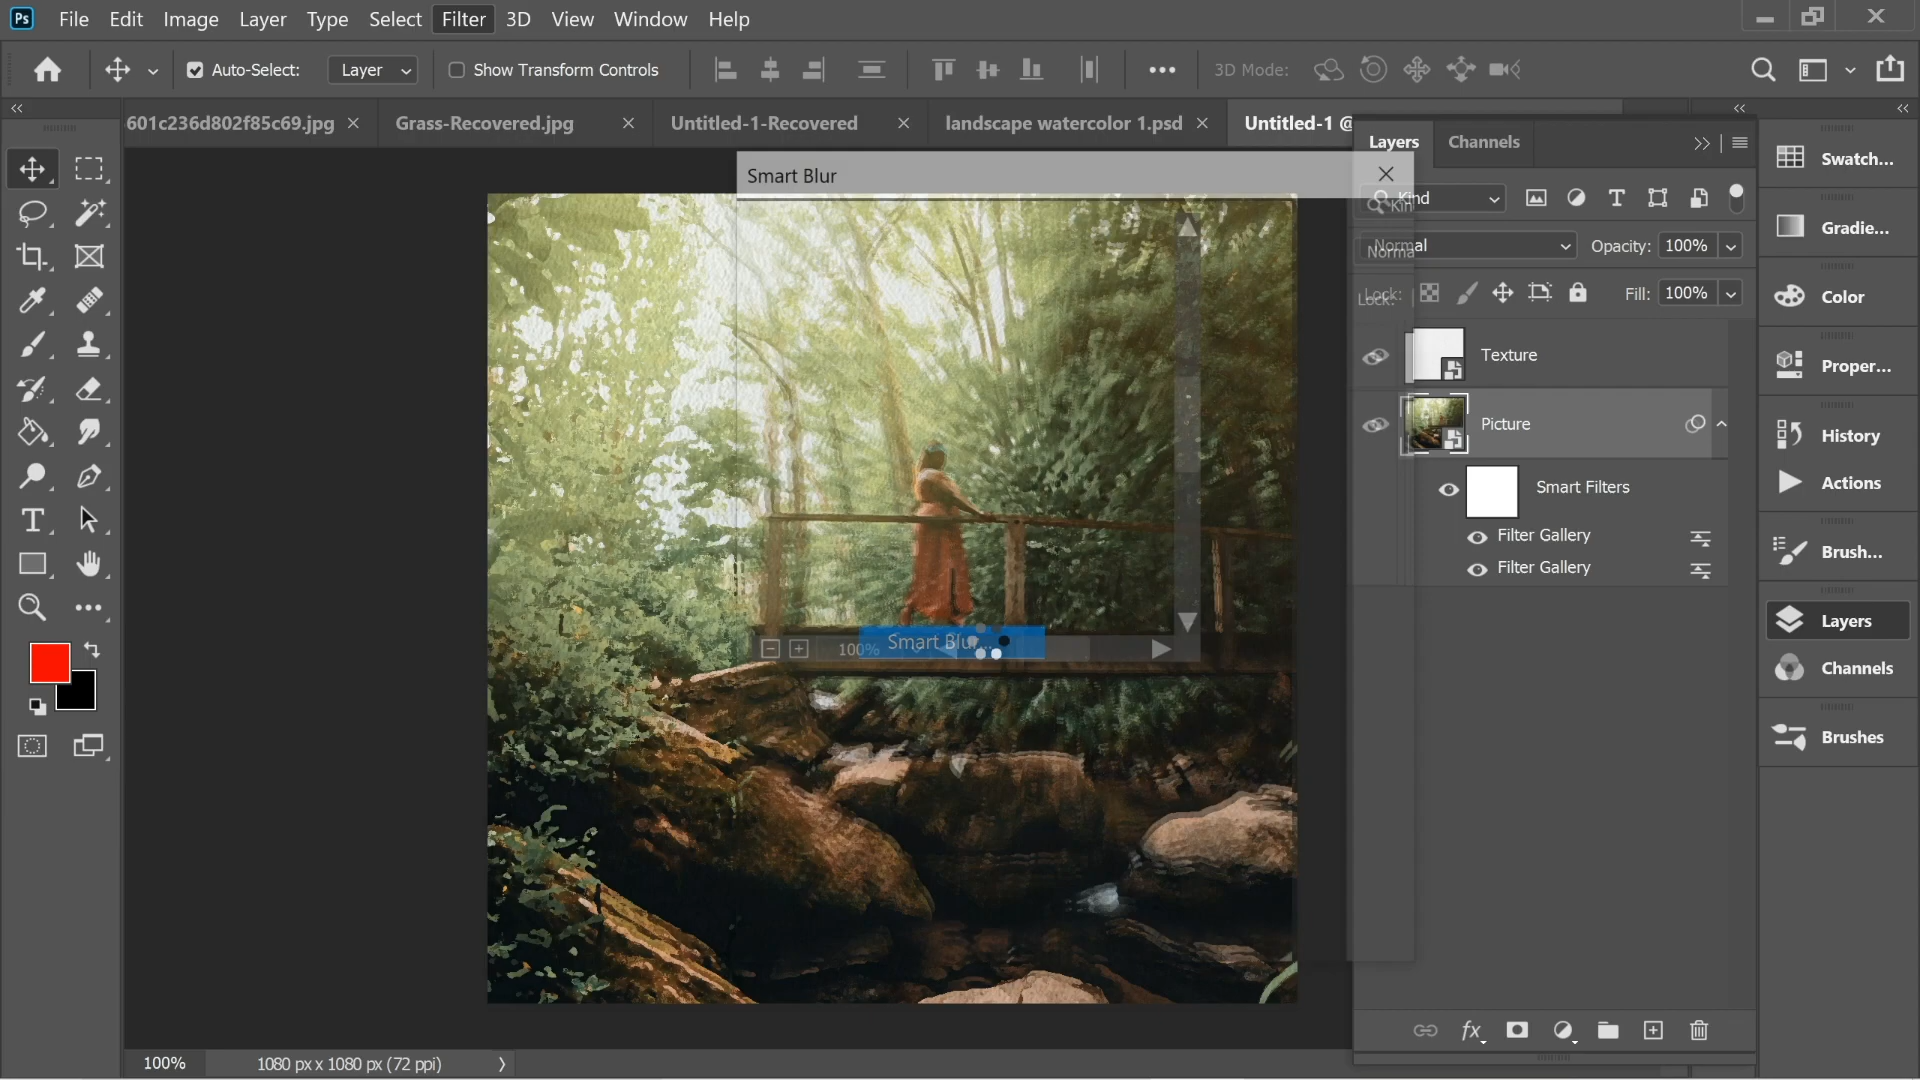 Ps File Edit Image Layer Type Select Filter 3D View Window Help
Auto-Select: Layer Show Transform Controls 3D Mode:
601c236d802f85c69.jpg Grass-Recovered.jpg Untitled-1-Recovered landscape watercolor 1.psd Untitled-1 @
Layers Channels
Smart Blur
Kind
Kin
Normal Opacity: 100%
Norma
Lock: Fill: 100%
Lock:
Texture
Picture
Smart Filters
Filter Gallery
Filter Gallery
100% Smart Blur...
Swatch...
Gradie...
Color
Proper...
History
Actions
Brush...
Layers
Channels
Brushes
100% 1080 px x 1080 px (72 ppi)